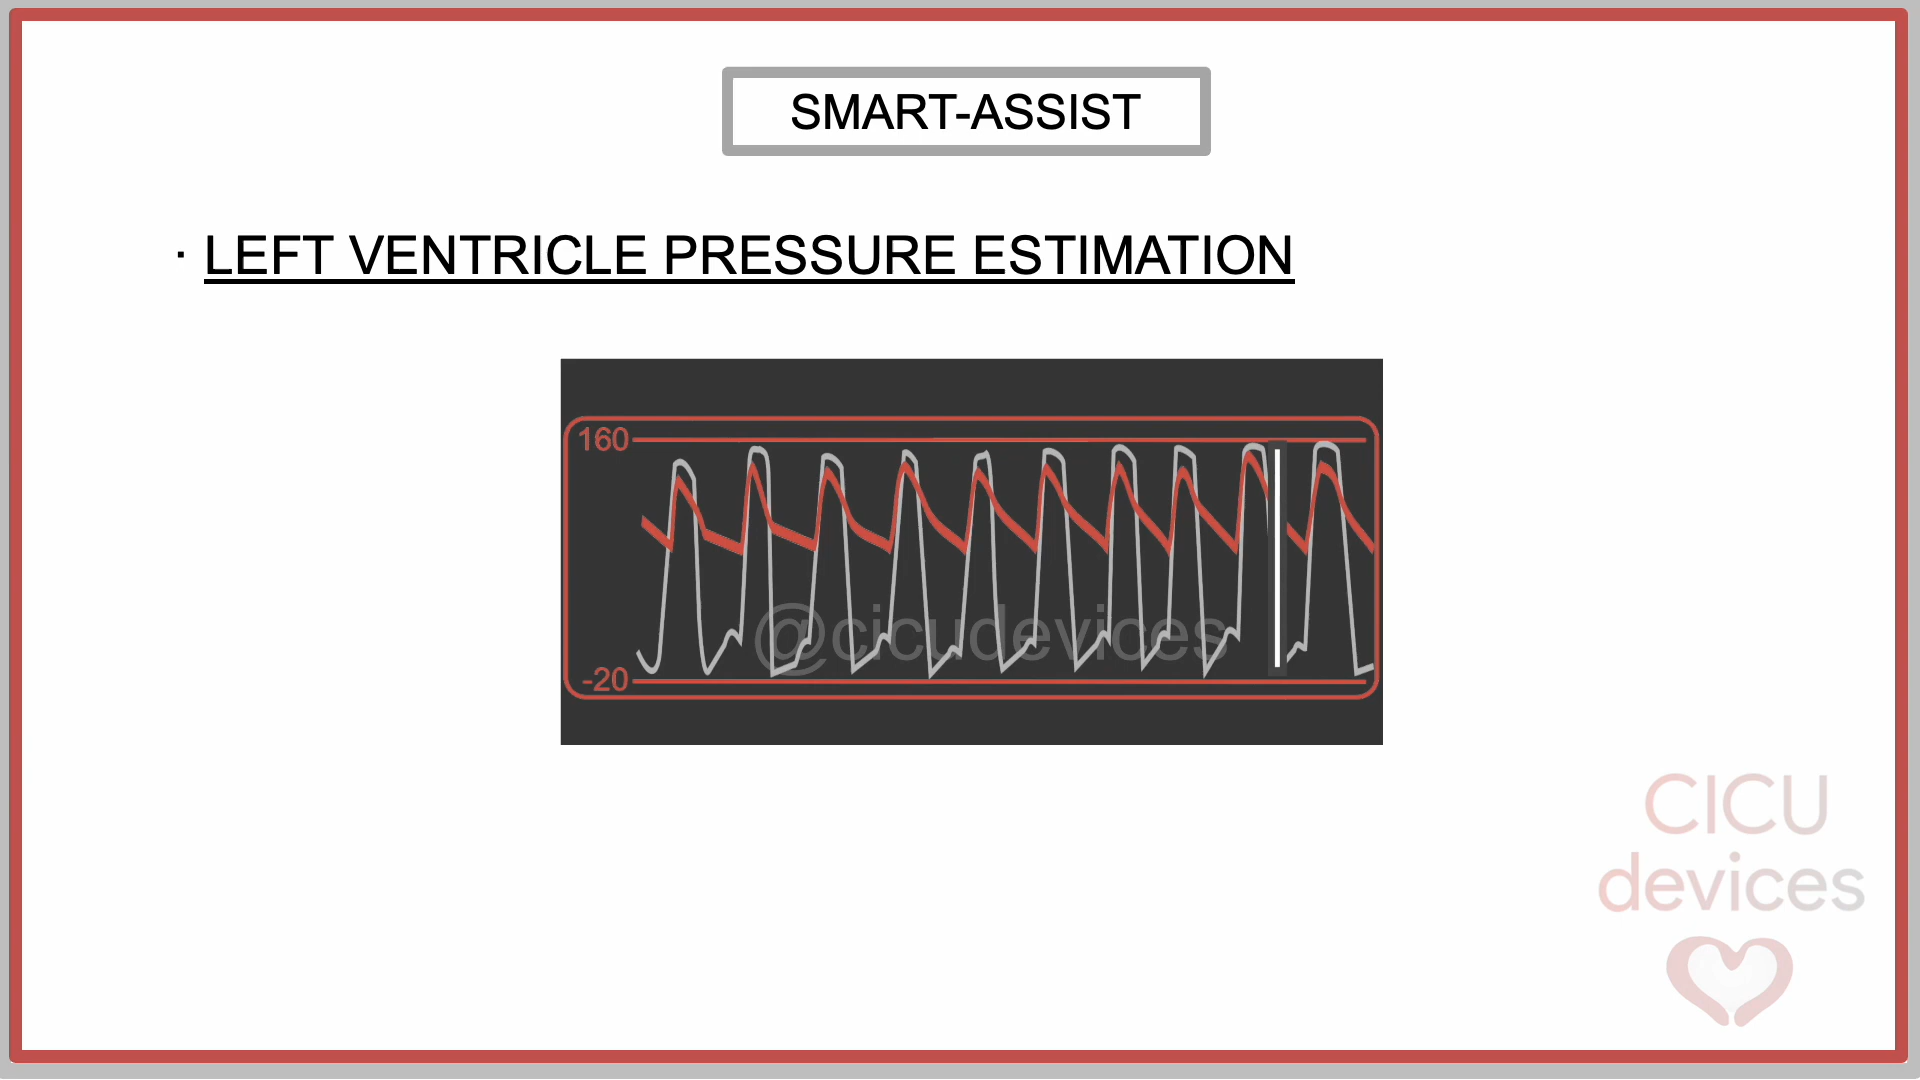 SMART-ASSIST
· LEFT VENTRICLE PRESSURE ESTIMATION
160
@cicudevices
-20
CICU
devices